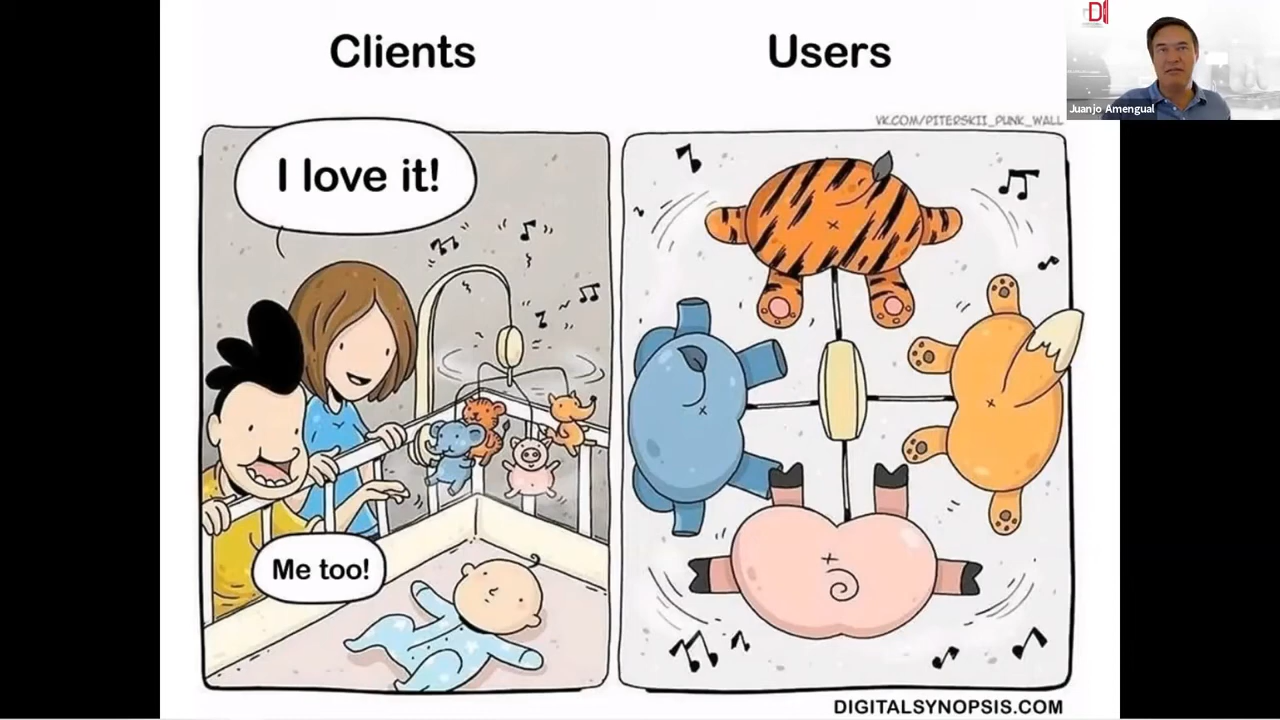 Clients
Users
Juanjo Amengual
VK.COM/PITERSKII_PUNK_WALL
I love it!
Me too!
DIGITALSYNOPSIS.COM